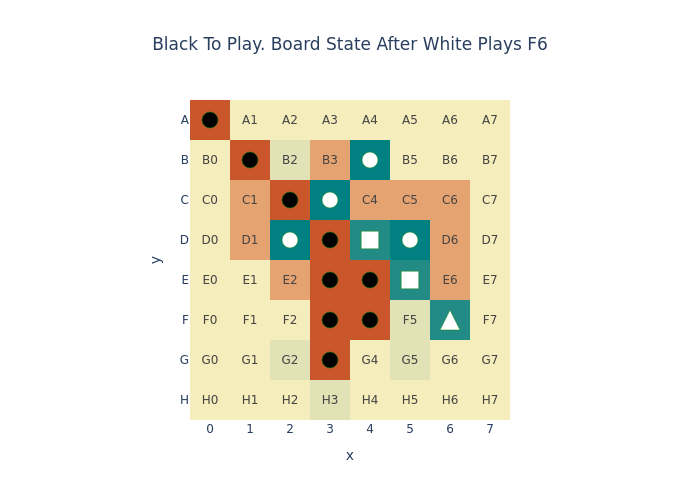 Black To Play. Board State After White Plays F6
A A1 A2 A3 A4 A5 A6 A7
B B0 B2 B3 B5 B6 B7
C C0 C1 C4 C5 C6 C7
D D0 D1 D6 D7
y
E E0 E1 E2 E6 E7
F F0 F1 F2 F5 F7
G G0 G1 G2 G4 G5 G6 G7
H H0 H1 H2 H3 H4 H5 H6 H7
0 1 2 3 4 5 6 7
x